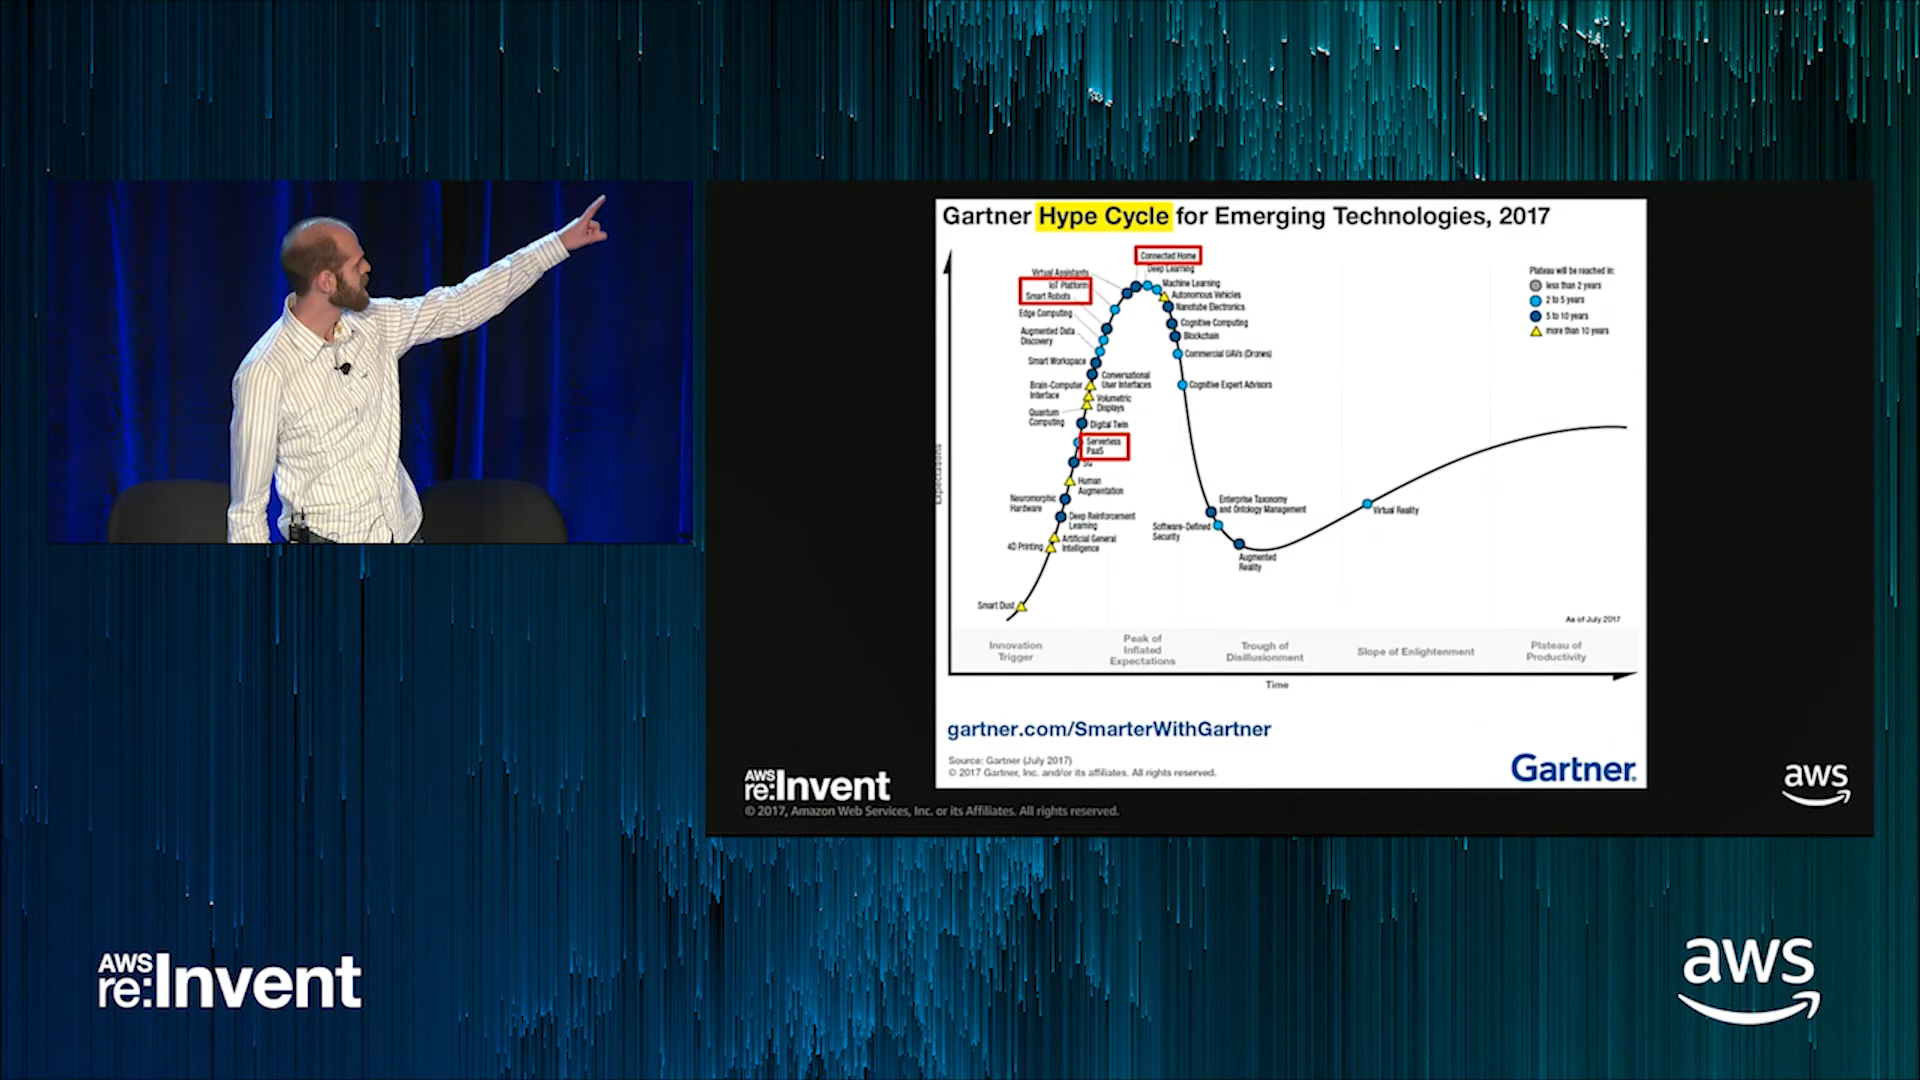 Gartner Hype Cycle for Emerging Technologies, 2017
Connected Home
Deep Learning
Virtual Assistants
IoT Platform
Smart Robots
Machine Learning
Autonomous Vehicles
Nanotube Electronics
Edge Computing
Cognitive Computing
Augmented Data
Discovery
Blockchain
Commercial UAVs (Drones)
Smart Workspace
Conversational
User Interfaces
Brain-Computer
Interface
Cognitive Expert Advisors
Volumetric
Displays
Quantum
Computing
Digital Twin
Serverless
PaaS
5G
Human
Augmentation
Neuromorphic
Hardware
Deep Reinforcement
Learning
Artificial General
Intelligence
4D Printing
Smart Dust
Enterprise Taxonomy
and Ontology Management
Software-Defined
Security
Augmented
Reality
Virtual Reality
Plateau will be reached in:
less than 2 years
2 to 5 years
5 to 10 years
more than 10 years
Expectations
As of July 2017
Innovation
Trigger
Peak of
Inflated
Expectations
Trough of
Disillusionment
Slope of Enlightenment
Plateau of
Productivity
Time
gartner.com/SmarterWithGartner
Source: Gartner (July 2017)
© 2017 Gartner, Inc. and/or its affiliates. All rights reserved.
Gartner.
AWS
re:Invent
© 2017, Amazon Web Services, Inc. or its Affiliates. All rights reserved.
aws
AWS
re:Invent
aws